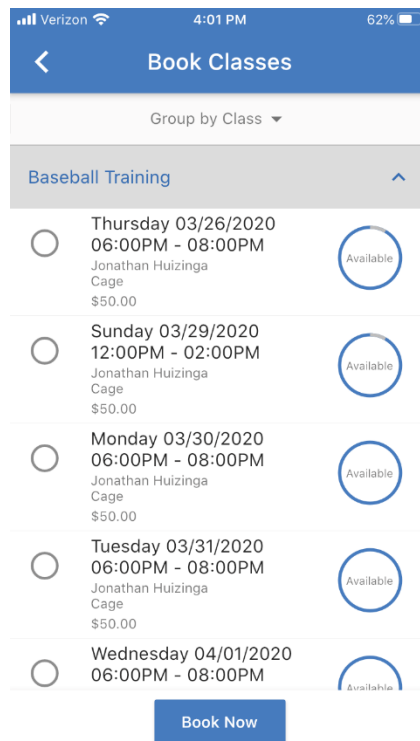 Verizon 4:01 PM 62%
Book Classes
Group by Class
Baseball Training
Thursday 03/26/2020
06:00PM - 08:00PM
Jonathan Huizinga
Cage
$50.00
Available
Sunday 03/29/2020
12:00PM - 02:00PM
Jonathan Huizinga
Cage
$50.00
Available
Monday 03/30/2020
06:00PM - 08:00PM
Jonathan Huizinga
Cage
$50.00
Available
Tuesday 03/31/2020
06:00PM - 08:00PM
Jonathan Huizinga
Cage
$50.00
Available
Wednesday 04/01/2020
06:00PM - 08:00PM
Available
Book Now